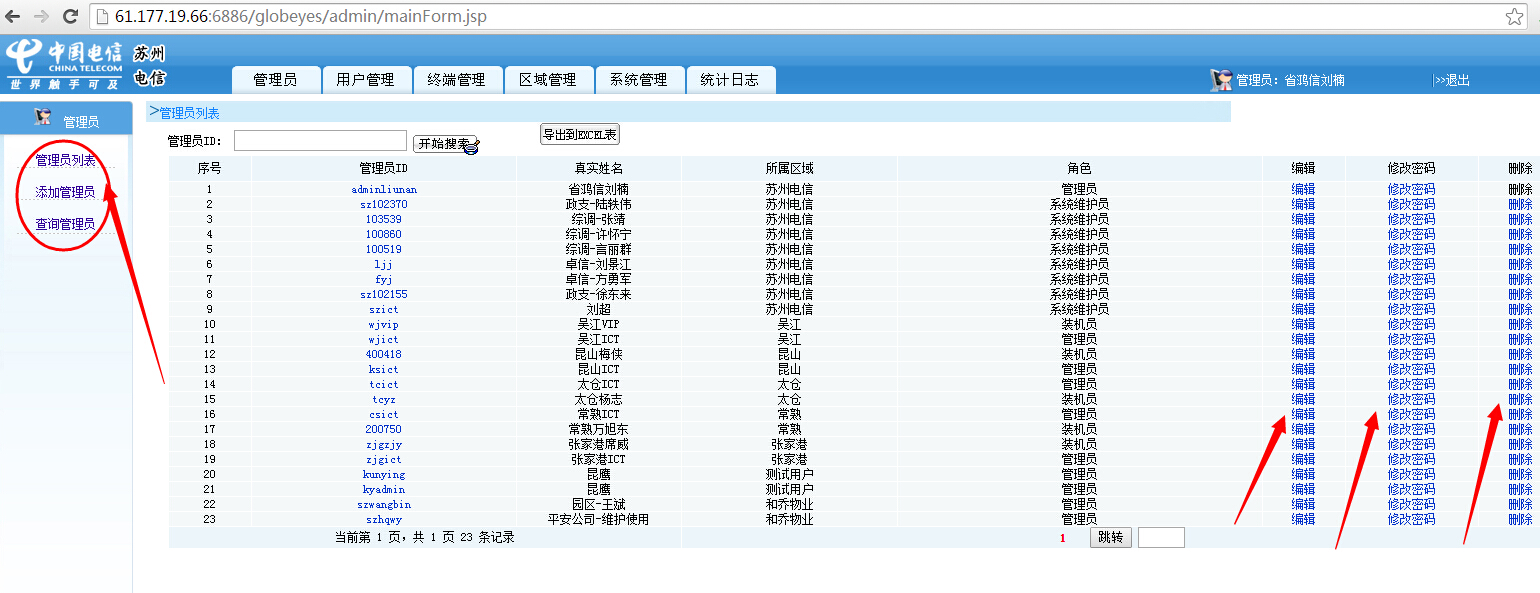 61.177.19.66:6886/globeyes/admin/mainForm.jsp
中国电信 苏州
CHINA TELECOM 电信
世界触手可及
管理员 用户管理 终端管理 区域管理 系统管理 统计日志 管理员：省鸿信刘楠 >>退出
管理员
管理员列表
添加管理员
查询管理员
>管理员列表
管理员ID： 开始搜索 导出到EXCEL表
序号 管理员ID 真实姓名 所属区域 角色 编辑 修改密码 删除
1 adminliunan 省鸿信刘楠 苏州电信 管理员 编辑 修改密码 删除
2 sz102370 政支-陆轶伟 苏州电信 系统维护员 编辑 修改密码 删除
3 103539 综调-张靖 苏州电信 系统维护员 编辑 修改密码 删除
4 100860 综调-许怀宁 苏州电信 系统维护员 编辑 修改密码 删除
5 100519 综调-言丽群 苏州电信 系统维护员 编辑 修改密码 删除
6 ljj 卓信-刘景江 苏州电信 系统维护员 编辑 修改密码 删除
7 fyj 卓信-方勇军 苏州电信 系统维护员 编辑 修改密码 删除
8 sz102155 政支-徐东来 苏州电信 系统维护员 编辑 修改密码 删除
9 szict 刘超 苏州电信 系统维护员 编辑 修改密码 删除
10 wjvip 吴江VIP 吴江 装机员 编辑 修改密码 删除
11 wjict 吴江ICT 吴江 管理员 编辑 修改密码 删除
12 400418 昆山梅侠 昆山 装机员 编辑 修改密码 删除
13 ksict 昆山ICT 昆山 管理员 编辑 修改密码 删除
14 tcict 太仓ICT 太仓 管理员 编辑 修改密码 删除
15 tcyz 太仓杨志 太仓 装机员 编辑 修改密码 删除
16 csict 常熟ICT 常熟 管理员 编辑 修改密码 删除
17 200750 常熟万旭东 常熟 装机员 编辑 修改密码 删除
18 zjgzjy 张家港席威 张家港 装机员 编辑 修改密码 删除
19 zjgict 张家港ICT 张家港 管理员 编辑 修改密码 删除
20 kunying 昆鹰 测试用户 管理员 编辑 修改密码 删除
21 kyadmin 昆鹰 测试用户 管理员 编辑 修改密码 删除
22 szwangbin 园区-王斌 和乔物业 管理员 编辑 修改密码 删除
23 szhqwy 平安公司-维护使用 和乔物业 管理员 编辑 修改密码 删除
当前第 1 页，共 1 页 23 条记录 1 跳转